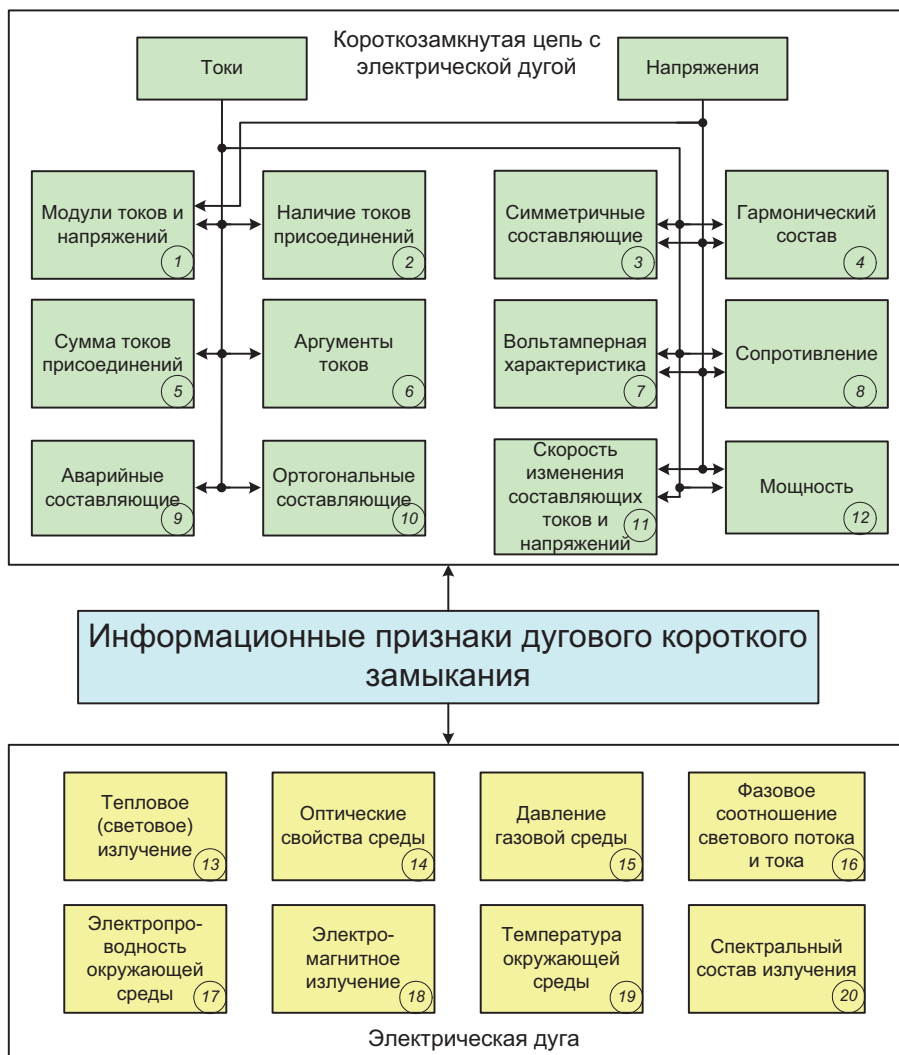 Короткозамкнутая цепь с
электрической дугой
Токи
Напряжения
Модули токов и
напряжений
1
Наличие токов
присоединений
2
Симметричные
составляющие
3
Гармонический
состав
4
Сумма токов
присоединений
5
Аргументы
токов
6
Вольтамперная
характеристика
7
Сопротивление
8
Аварийные
составляющие
9
Ортогональные
составляющие
10
Скорость
изменения
составляющих
токов и
напряжений
11
Мощность
12
Информационные признаки дугового короткого
замыкания
Тепловое
(световое)
излучение
13
Оптические
свойства среды
14
Давление
газовой среды
15
Фазовое
соотношение
светового потока
и тока
16
Электропро-
водность
окружающей
среды
17
Электро-
магнитное
излучение
18
Температура
окружающей
среды
19
Спектральный
состав излучения
20
Электрическая дуга